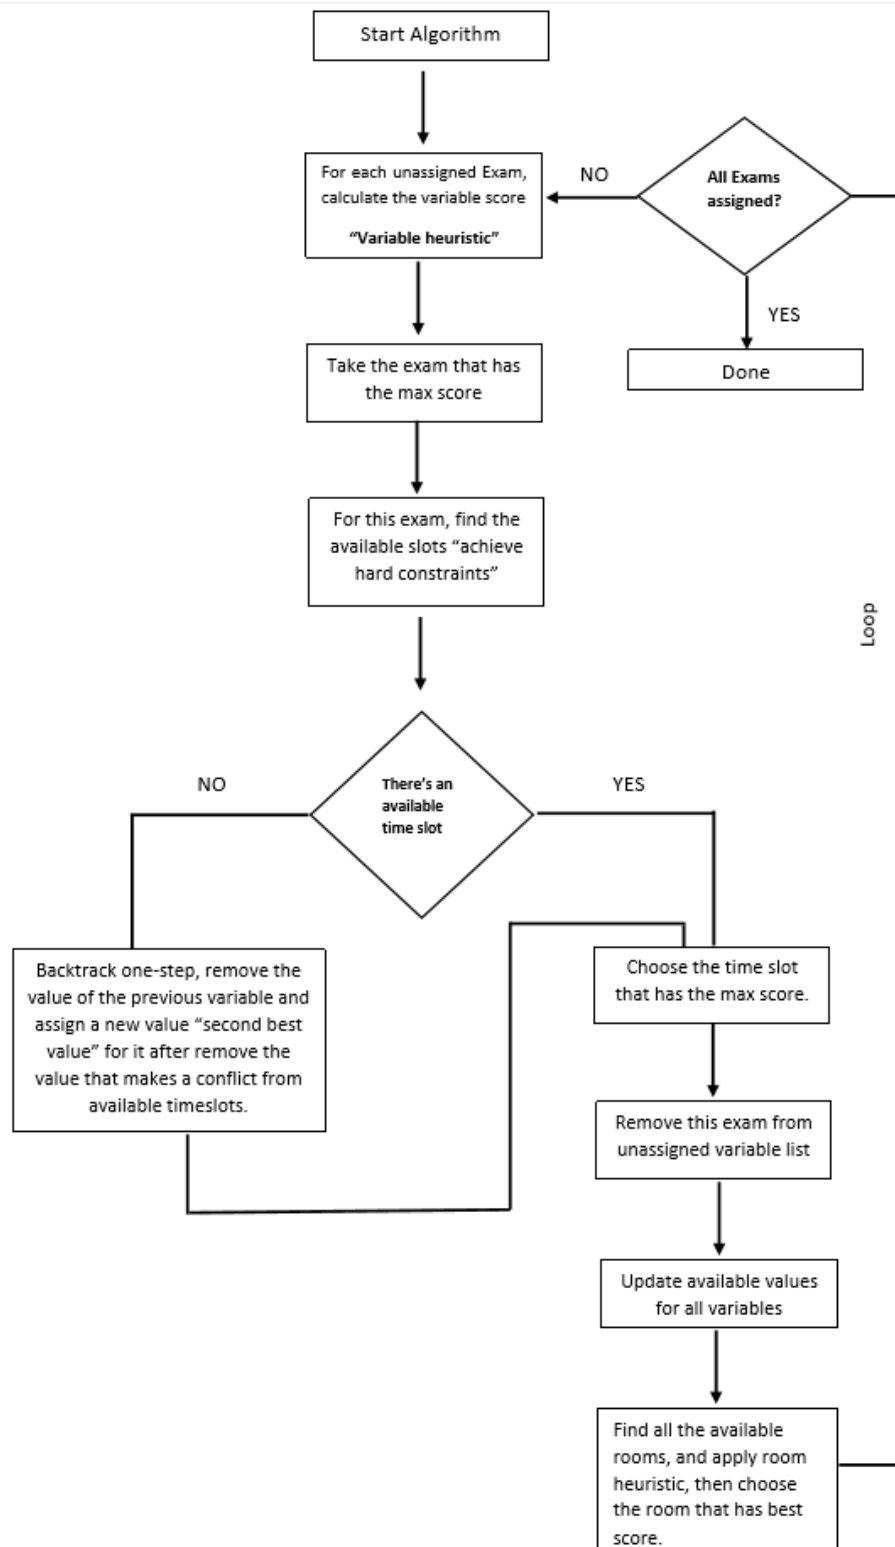 Start Algorithm
For each unassigned Exam,
calculate the variable score
“Variable heuristic”
NO
All Exams
assigned?
YES
Done
Take the exam that has
the max score
For this exam, find the
available slots “achieve
hard constraints”
Loop
There’s an
available
time slot
NO
YES
Backtrack one-step, remove the
value of the previous variable and
assign a new value “second best
value” for it after remove the
value that makes a conflict from
available timeslots.
Choose the time slot
that has the max score.
Remove this exam from
unassigned variable list
Update available values
for all variables
Find all the available
rooms, and apply room
heuristic, then choose
the room that has best
score.